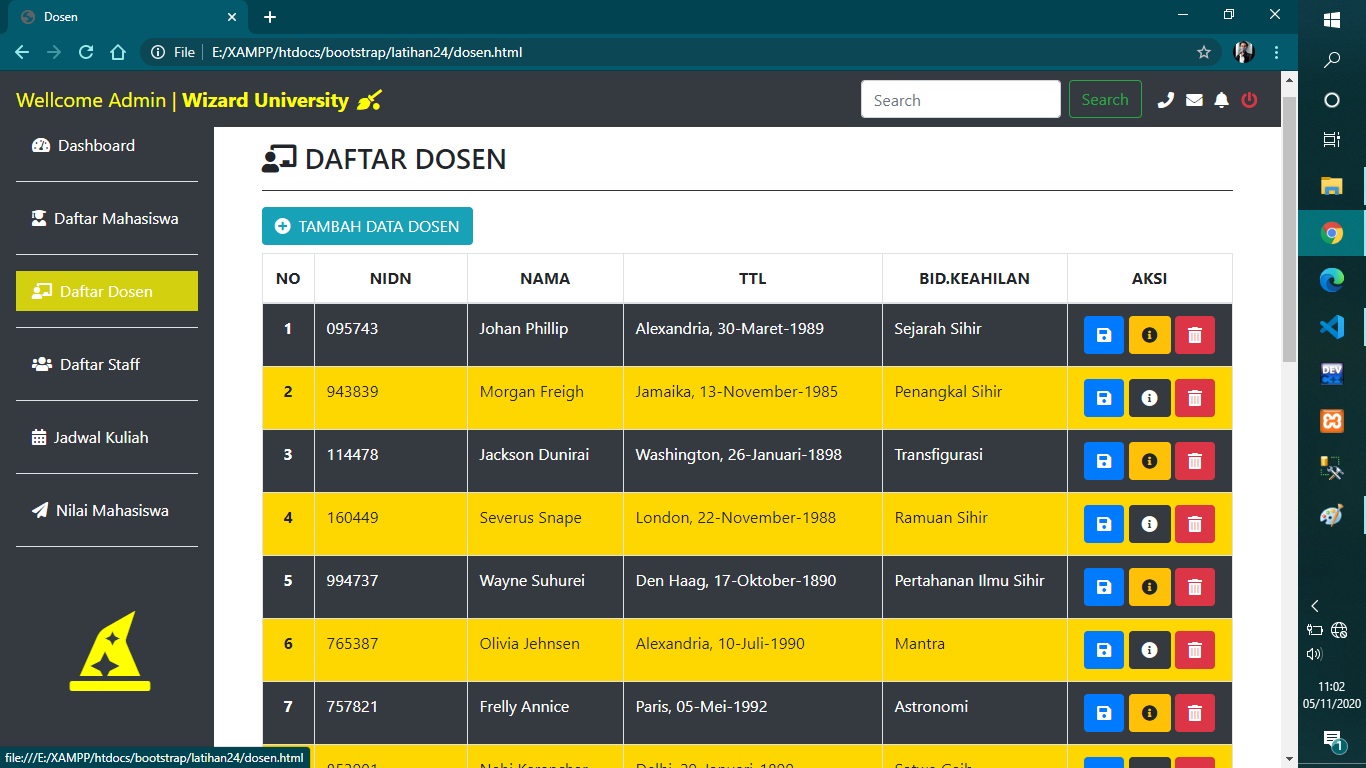 Dosen
File E:/XAMPP/htdocs/bootstrap/latihan24/dosen.html
Wellcome Admin | Wizard University
Search
Search
Dashboard
Daftar Mahasiswa
Daftar Dosen
Daftar Staff
Jadwal Kuliah
Nilai Mahasiswa
DAFTAR DOSEN
TAMBAH DATA DOSEN
NO NIDN NAMA TTL BID.KEAHILAN AKSI
1 095743 Johan Phillip Alexandria, 30-Maret-1989 Sejarah Sihir
2 943839 Morgan Freigh Jamaika, 13-November-1985 Penangkal Sihir
3 114478 Jackson Dunirai Washington, 26-Januari-1898 Transfigurasi
4 160449 Severus Snape London, 22-November-1988 Ramuan Sihir
5 994737 Wayne Suhurei Den Haag, 17-Oktober-1890 Pertahanan Ilmu Sihir
6 765387 Olivia Jehnsen Alexandria, 10-Juli-1990 Mantra
7 757821 Frelly Annice Paris, 05-Mei-1992 Astronomi
file:///E:/XAMPP/htdocs/bootstrap/latihan24/dosen.html
DEV
11:02
05/11/2020
1